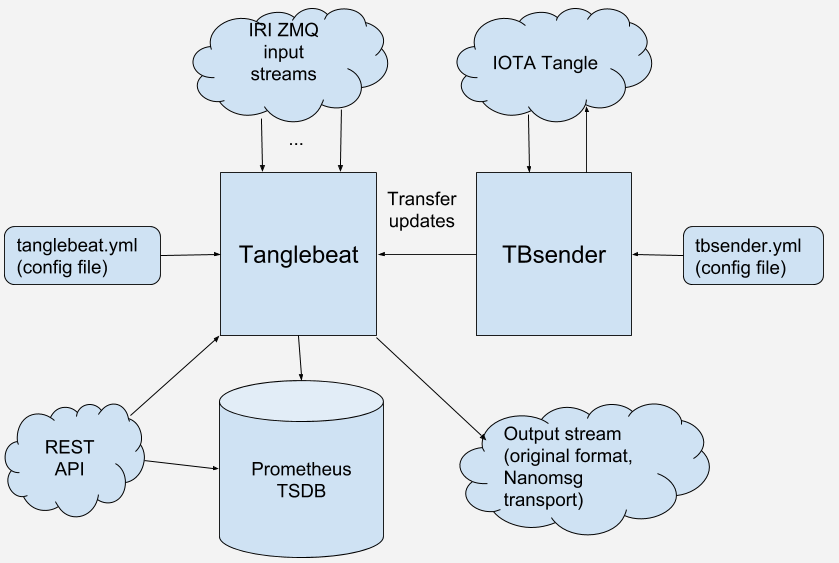 IRI ZMQ
input
streams
IOTA Tangle
...
Transfer
updates
tanglebeat.yml
(config file)
Tanglebeat
TBsender
tbsender.yml
(config file)
REST
API
Prometheus
TSDB
Output stream
(original format,
Nanomsg
transport)